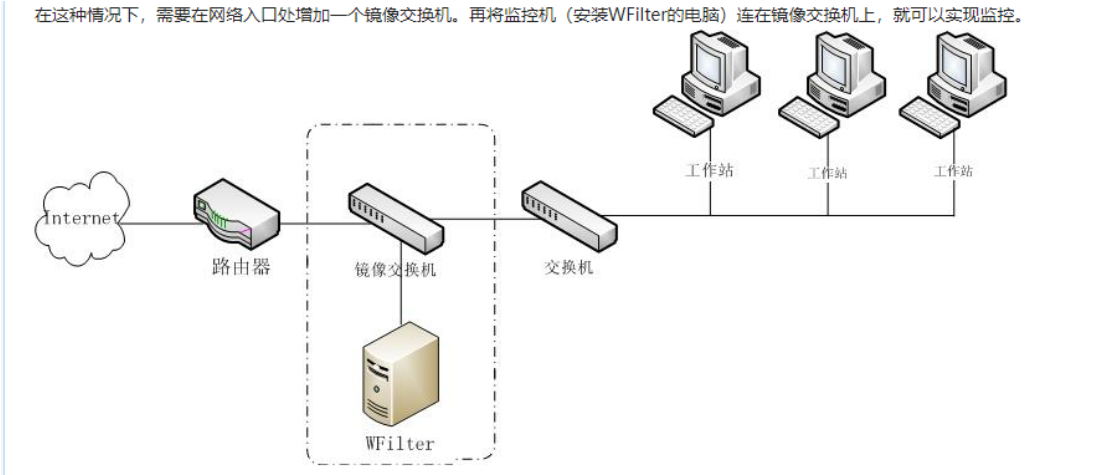 在这种情况下，需要在网络入口处增加一个镜像交换机。再将监控机（安装WFilter的电脑）连在镜像交换机上，就可以实现监控。
工作站
工作站
工作站
Internet
路由器
镜像交换机
交换机
WFilter